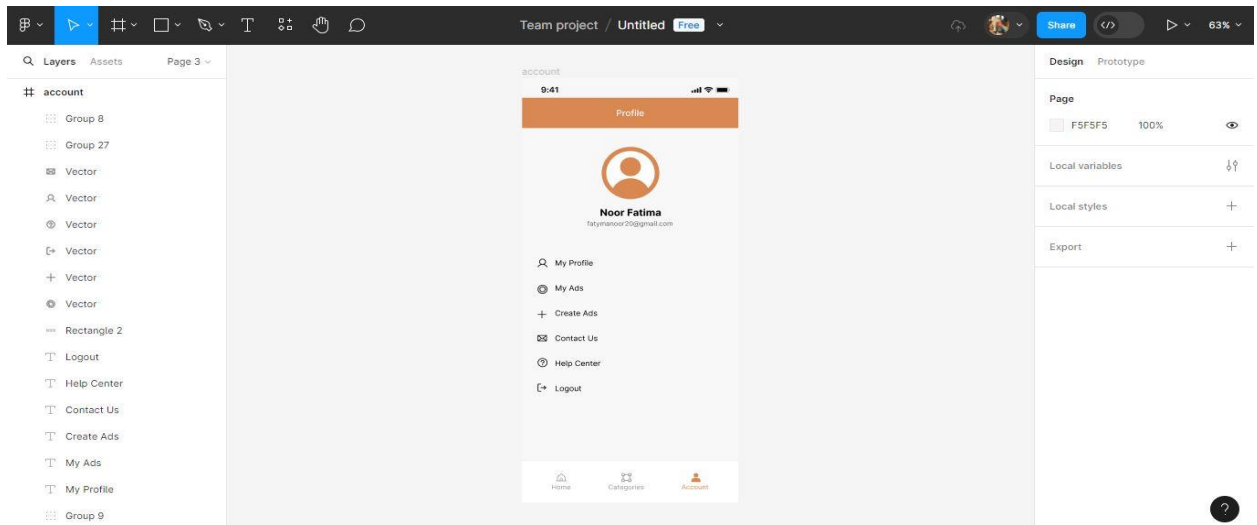 Team project / Untitled Free
Share
63%
Layers Assets Page 3
account
Group 8
Group 27
Vector
Vector
Vector
Vector
Vector
Vector
Rectangle 2
Logout
Help Center
Contact Us
Create Ads
My Ads
My Profile
Group 9
account
9:41
Profile
Noor Fatima
fatymanoor20@gmail.com
My Profile
My Ads
Create Ads
Contact Us
Help Center
Logout
Home Categories Account
Design Prototype
Page
F5F5F5 100%
Local variables
Local styles
Export